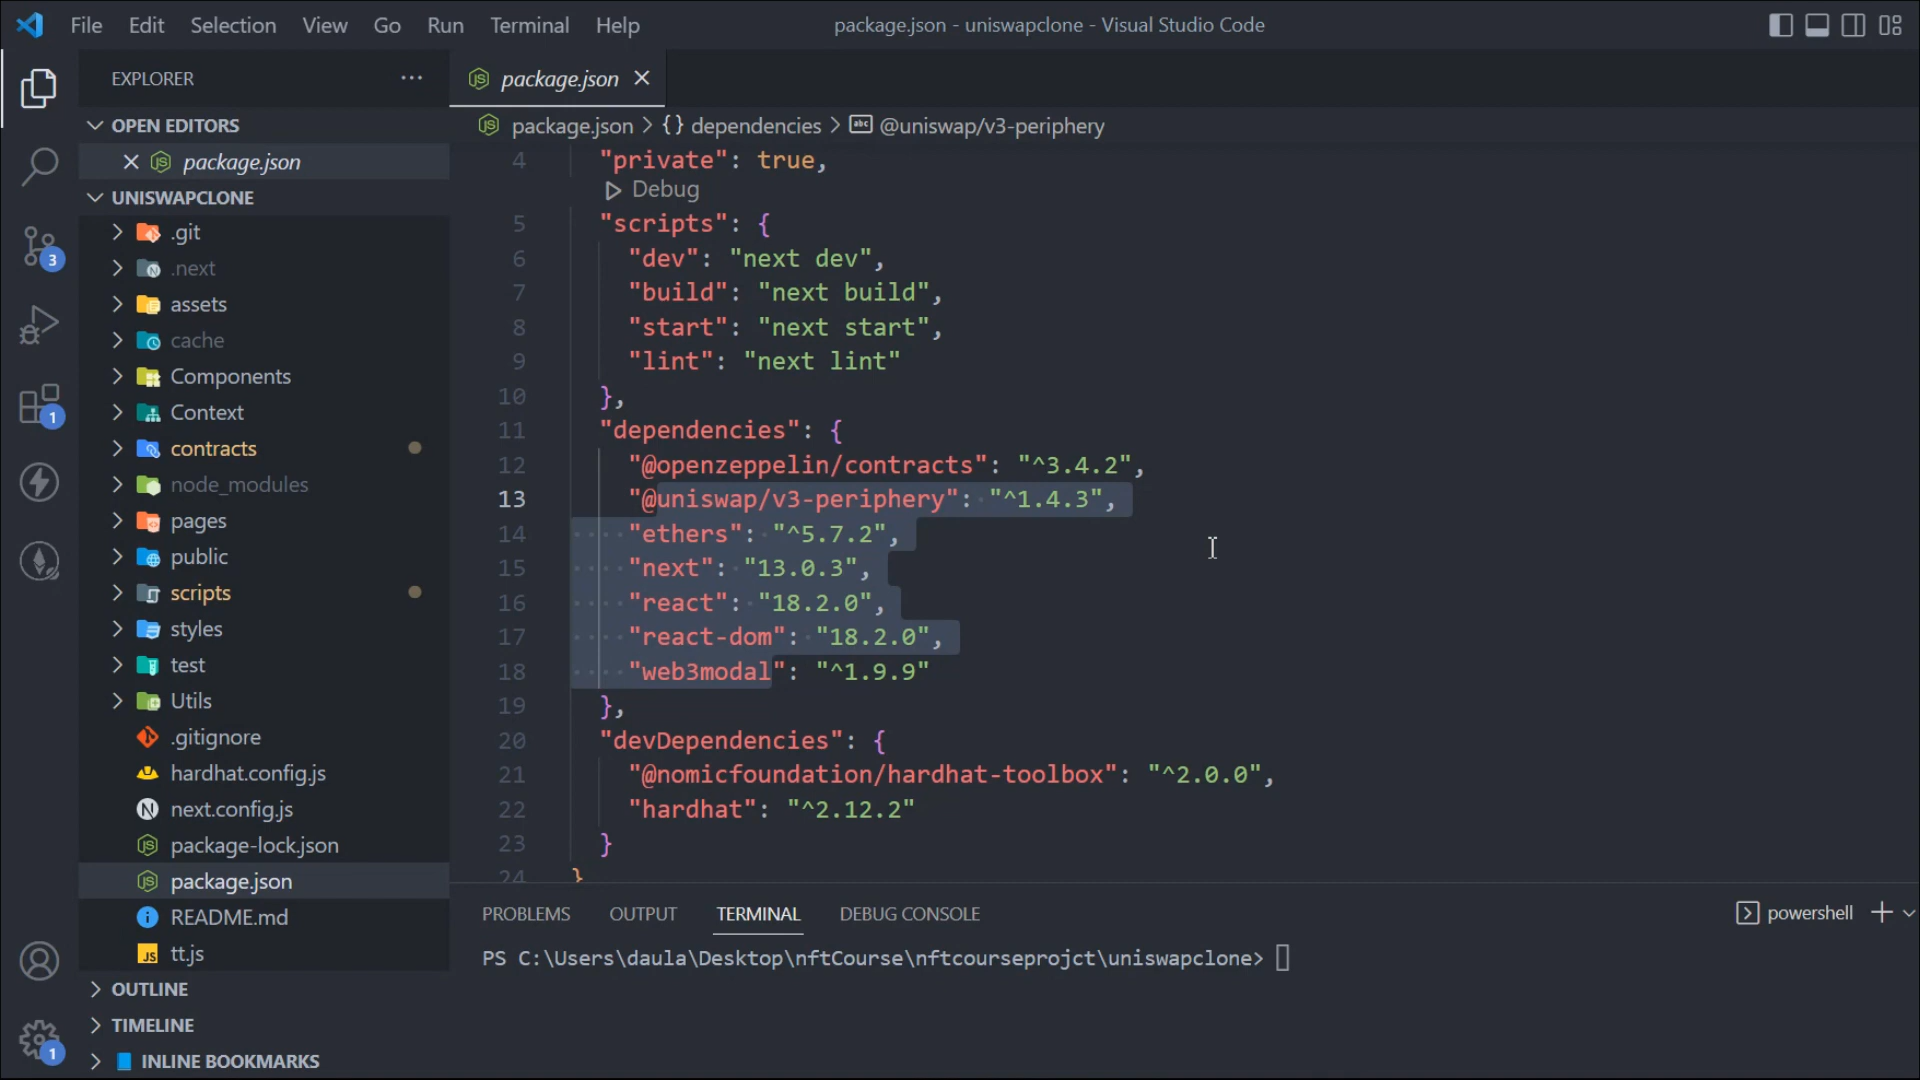 File Edit Selection View Go Run Terminal Help
package.json - uniswapclone - Visual Studio Code
EXPLORER ···
OPEN EDITORS
package.json
UNISWAPCLONE
.git
.next
assets
cache
Components
Context
contracts
node_modules
pages
public
scripts
styles
test
Utils
.gitignore
hardhat.config.js
next.config.js
package-lock.json
package.json
README.md
tt.js
OUTLINE
TIMELINE
INLINE BOOKMARKS
3
1
1
package.json
package.json > {} dependencies > abc @uniswap/v3-periphery
4 "private": true,
Debug
5 "scripts": {
6 "dev": "next dev",
7 "build": "next build",
8 "start": "next start",
9 "lint": "next lint"
10 },
11 "dependencies": {
12 "@openzeppelin/contracts": "^3.4.2",
13 "@uniswap/v3-periphery": "^1.4.3",
14 "ethers": "^5.7.2",
15 "next": "13.0.3",
16 "react": "18.2.0",
17 "react-dom": "18.2.0",
18 "web3modal": "^1.9.9"
19 },
20 "devDependencies": {
21 "@nomicfoundation/hardhat-toolbox": "^2.0.0",
22 "hardhat": "^2.12.2"
23 }
24 }
PROBLEMS OUTPUT TERMINAL DEBUG CONSOLE
powershell
PS C:\Users\daula\Desktop\nftCourse\nftcourseprojct\uniswapclone>